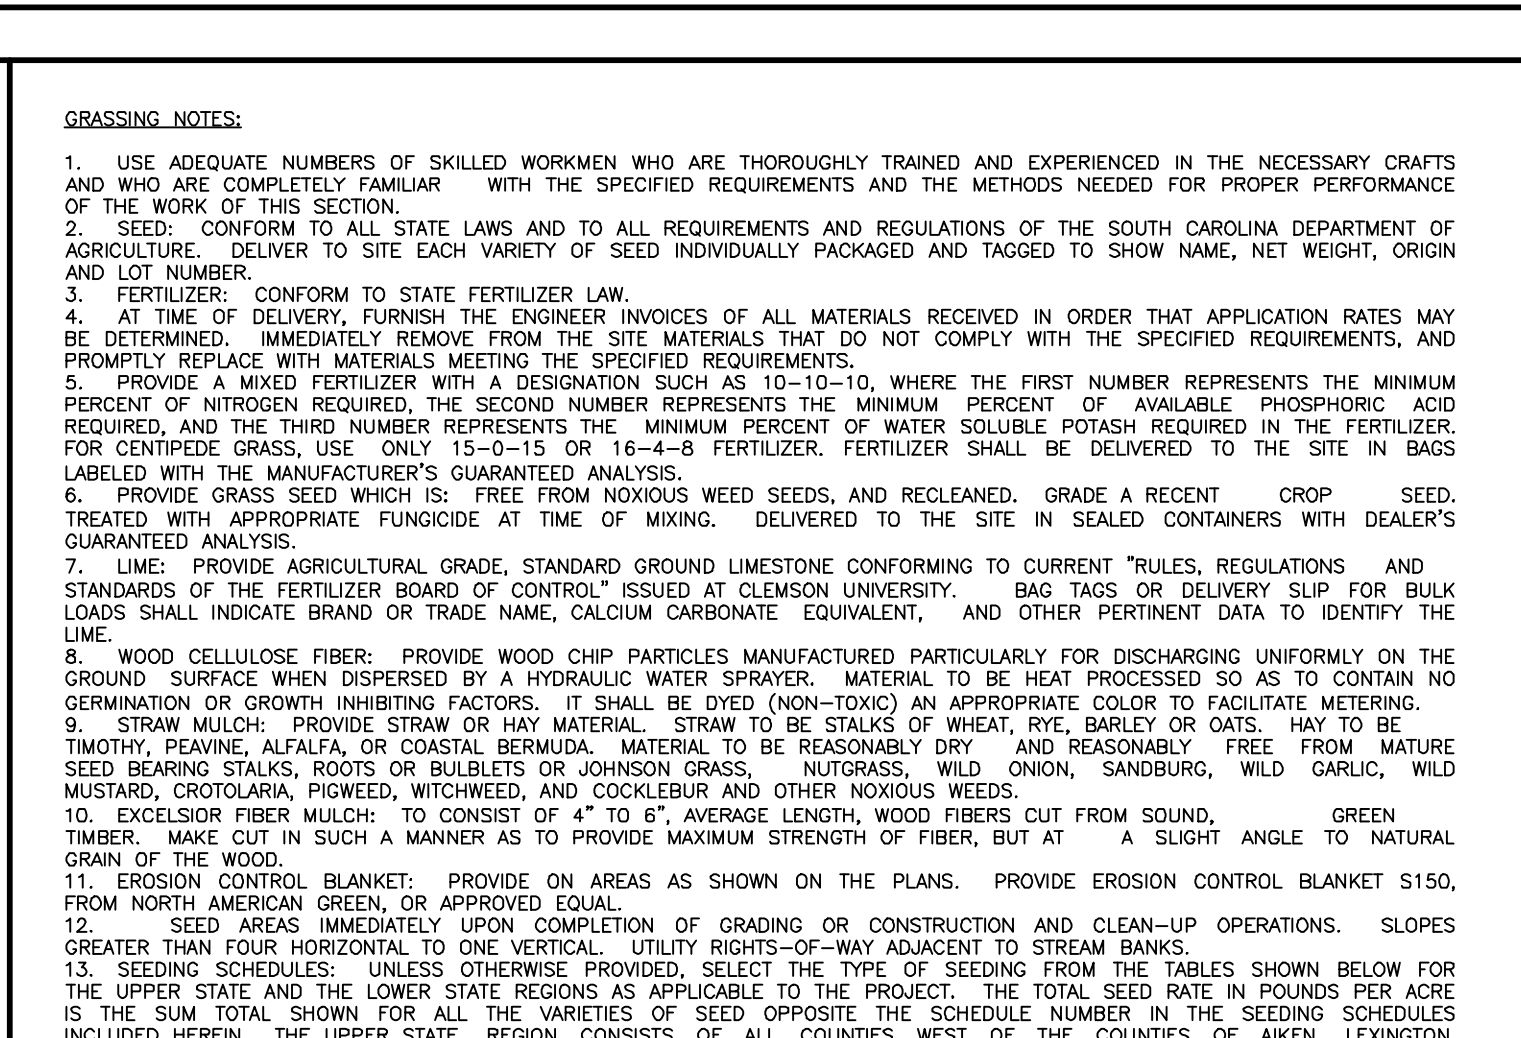 GRASSING NOTES:
1. USE ADEQUATE NUMBERS OF SKILLED WORKMEN WHO ARE THOROUGHLY TRAINED AND EXPERIENCED IN THE NECESSARY CRAFTS
AND WHO ARE COMPLETELY FAMILIAR WITH THE SPECIFIED REQUIREMENTS AND THE METHODS NEEDED FOR PROPER PERFORMANCE
OF THE WORK OF THIS SECTION.
2. SEED: CONFORM TO ALL STATE LAWS AND TO ALL REQUIREMENTS AND REGULATIONS OF THE SOUTH CAROLINA DEPARTMENT OF
AGRICULTURE. DELIVER TO SITE EACH VARIETY OF SEED INDIVIDUALLY PACKAGED AND TAGGED TO SHOW NAME, NET WEIGHT, ORIGIN
AND LOT NUMBER.
3. FERTILIZER: CONFORM TO STATE FERTILIZER LAW.
4. AT TIME OF DELIVERY, FURNISH THE ENGINEER INVOICES OF ALL MATERIALS RECEIVED IN ORDER THAT APPLICATION RATES MAY
BE DETERMINED. IMMEDIATELY REMOVE FROM THE SITE MATERIALS THAT DO NOT COMPLY WITH THE SPECIFIED REQUIREMENTS, AND
PROMPTLY REPLACE WITH MATERIALS MEETING THE SPECIFIED REQUIREMENTS.
5. PROVIDE A MIXED FERTILIZER WITH A DESIGNATION SUCH AS 10-10-10, WHERE THE FIRST NUMBER REPRESENTS THE MINIMUM
PERCENT OF NITROGEN REQUIRED, THE SECOND NUMBER REPRESENTS THE MINIMUM PERCENT OF AVAILABLE PHOSPHORIC ACID
REQUIRED, AND THE THIRD NUMBER REPRESENTS THE MINIMUM PERCENT OF WATER SOLUBLE POTASH REQUIRED IN THE FERTILIZER.
FOR CENTIPEDE GRASS, USE ONLY 15-0-15 OR 16-4-8 FERTILIZER. FERTILIZER SHALL BE DELIVERED TO THE SITE IN BAGS
LABELED WITH THE MANUFACTURER'S GUARANTEED ANALYSIS.
6. PROVIDE GRASS SEED WHICH IS: FREE FROM NOXIOUS WEED SEEDS, AND RECLEANED. GRADE A RECENT CROP SEED.
TREATED WITH APPROPRIATE FUNGICIDE AT TIME OF MIXING. DELIVERED TO THE SITE IN SEALED CONTAINERS WITH DEALER'S
GUARANTEED ANALYSIS.
7. LIME: PROVIDE AGRICULTURAL GRADE, STANDARD GROUND LIMESTONE CONFORMING TO CURRENT "RULES, REGULATIONS AND
STANDARDS OF THE FERTILIZER BOARD OF CONTROL" ISSUED AT CLEMSON UNIVERSITY. BAG TAGS OR DELIVERY SLIP FOR BULK
LOADS SHALL INDICATE BRAND OR TRADE NAME, CALCIUM CARBONATE EQUIVALENT, AND OTHER PERTINENT DATA TO IDENTIFY THE
LIME.
8. WOOD CELLULOSE FIBER: PROVIDE WOOD CHIP PARTICLES MANUFACTURED PARTICULARLY FOR DISCHARGING UNIFORMLY ON THE
GROUND SURFACE WHEN DISPERSED BY A HYDRAULIC WATER SPRAYER. MATERIAL TO BE HEAT PROCESSED SO AS TO CONTAIN NO
GERMINATION OR GROWTH INHIBITING FACTORS. IT SHALL BE DYED (NON-TOXIC) AN APPROPRIATE COLOR TO FACILITATE METERING.
9. STRAW MULCH: PROVIDE STRAW OR HAY MATERIAL. STRAW TO BE STALKS OF WHEAT, RYE, BARLEY OR OATS. HAY TO BE
TIMOTHY, PEAVINE, ALFALFA, OR COASTAL BERMUDA. MATERIAL TO BE REASONABLY DRY AND REASONABLY FREE FROM MATURE
SEED BEARING STALKS, ROOTS OR BULBLETS OR JOHNSON GRASS, NUTGRASS, WILD ONION, SANDBURG, WILD GARLIC, WILD
MUSTARD, CROTOLARIA, PIGWEED, WITCHWEED, AND COCKLEBUR AND OTHER NOXIOUS WEEDS.
10. EXCELSIOR FIBER MULCH: TO CONSIST OF 4" TO 6", AVERAGE LENGTH, WOOD FIBERS CUT FROM SOUND, GREEN
TIMBER. MAKE CUT IN SUCH A MANNER AS TO PROVIDE MAXIMUM STRENGTH OF FIBER, BUT AT A SLIGHT ANGLE TO NATURAL
GRAIN OF THE WOOD.
11. EROSION CONTROL BLANKET: PROVIDE ON AREAS AS SHOWN ON THE PLANS. PROVIDE EROSION CONTROL BLANKET S150,
FROM NORTH AMERICAN GREEN, OR APPROVED EQUAL.
12. SEED AREAS IMMEDIATELY UPON COMPLETION OF GRADING OR CONSTRUCTION AND CLEAN-UP OPERATIONS. SLOPES
GREATER THAN FOUR HORIZONTAL TO ONE VERTICAL. UTILITY RIGHTS-OF-WAY ADJACENT TO STREAM BANKS.
13. SEEDING SCHEDULES: UNLESS OTHERWISE PROVIDED, SELECT THE TYPE OF SEEDING FROM THE TABLES SHOWN BELOW FOR
THE UPPER STATE AND THE LOWER STATE REGIONS AS APPLICABLE TO THE PROJECT. THE TOTAL SEED RATE IN POUNDS PER ACRE
IS THE SUM TOTAL SHOWN FOR ALL THE VARIETIES OF SEED OPPOSITE THE SCHEDULE NUMBER IN THE SEEDING SCHEDULES
INCLUDED HEREIN. THE UPPER STATE REGION CONSISTS OF ALL COUNTIES WEST OF THE COUNTIES OF AIKEN, LEXINGTON,